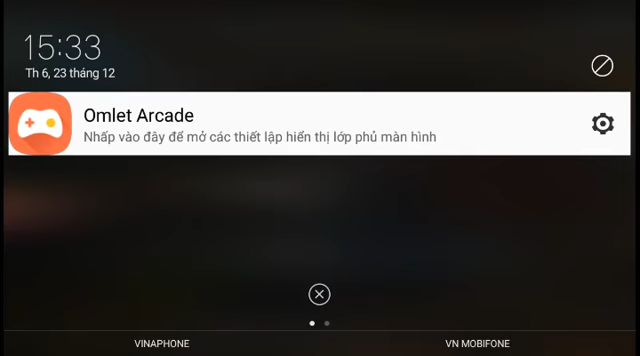 15:33
Th 6, 23 tháng 12
Omlet Arcade
Nhấp vào đây để mở các thiết lập hiển thị lớp phủ màn hình
VINAPHONE
VN MOBIFONE